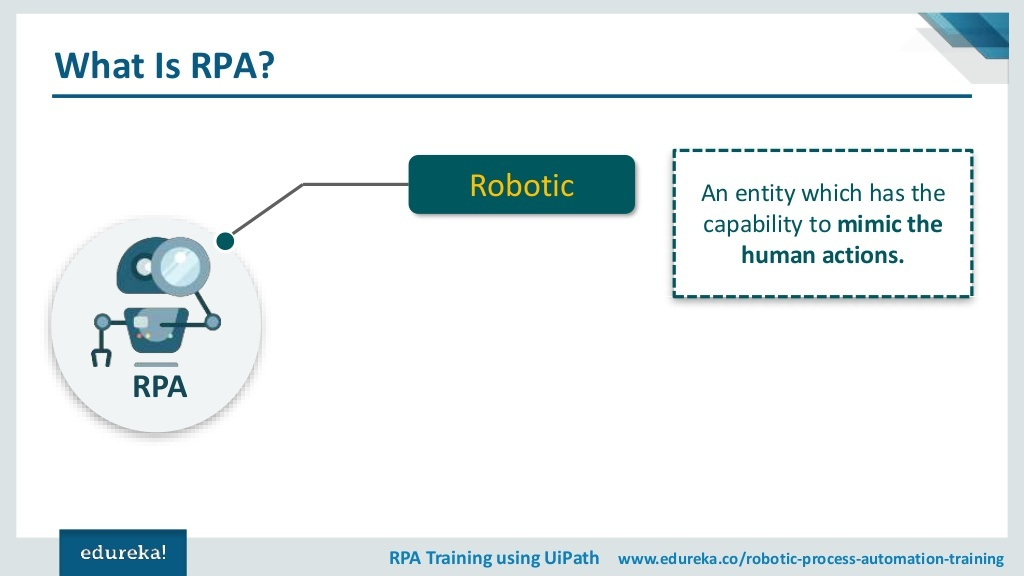 What Is RPA?
Robotic
An entity which has the
capability to mimic the
human actions.
RPA
edureka!
RPA Training using UiPath
www.edureka.co/robotic-process-automation-training